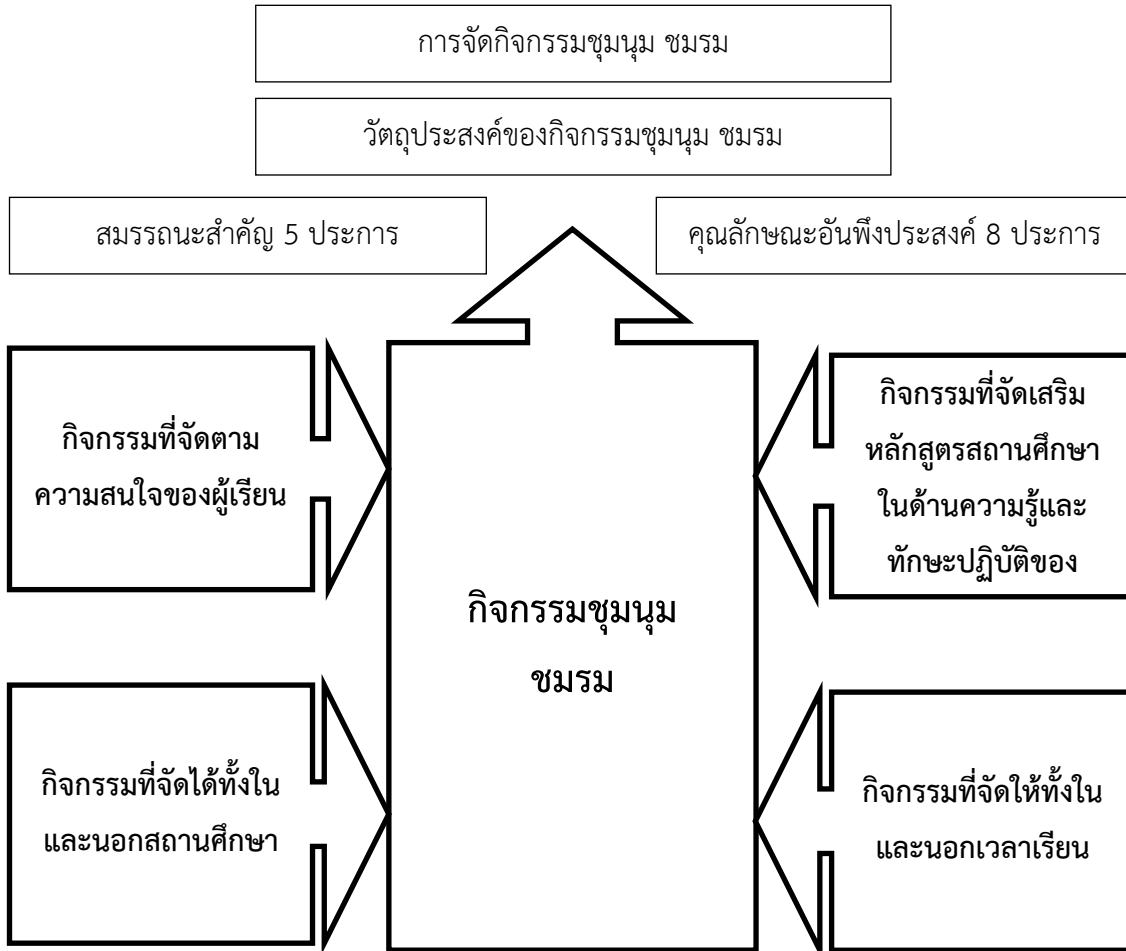 การจัดกิจกรรมชุมนุม ชมรม
วัตถุประสงค์ของกิจกรรมชุมนุม ชมรม
สมรรถนะสำคัญ 5 ประการ
คุณลักษณะอันพึงประสงค์ 8 ประการ
กิจกรรมที่จัดตาม
ความสนใจของผู้เรียน
กิจกรรมที่จัดเสริม
หลักสูตรสถานศึกษา
ในด้านความรู้และ
ทักษะปฏิบัติของ
กิจกรรมชุมนุม
ชมรม
กิจกรรมที่จัดได้ทั้งใน
และนอกสถานศึกษา
กิจกรรมที่จัดให้ทั้งใน
และนอกเวลาเรียน